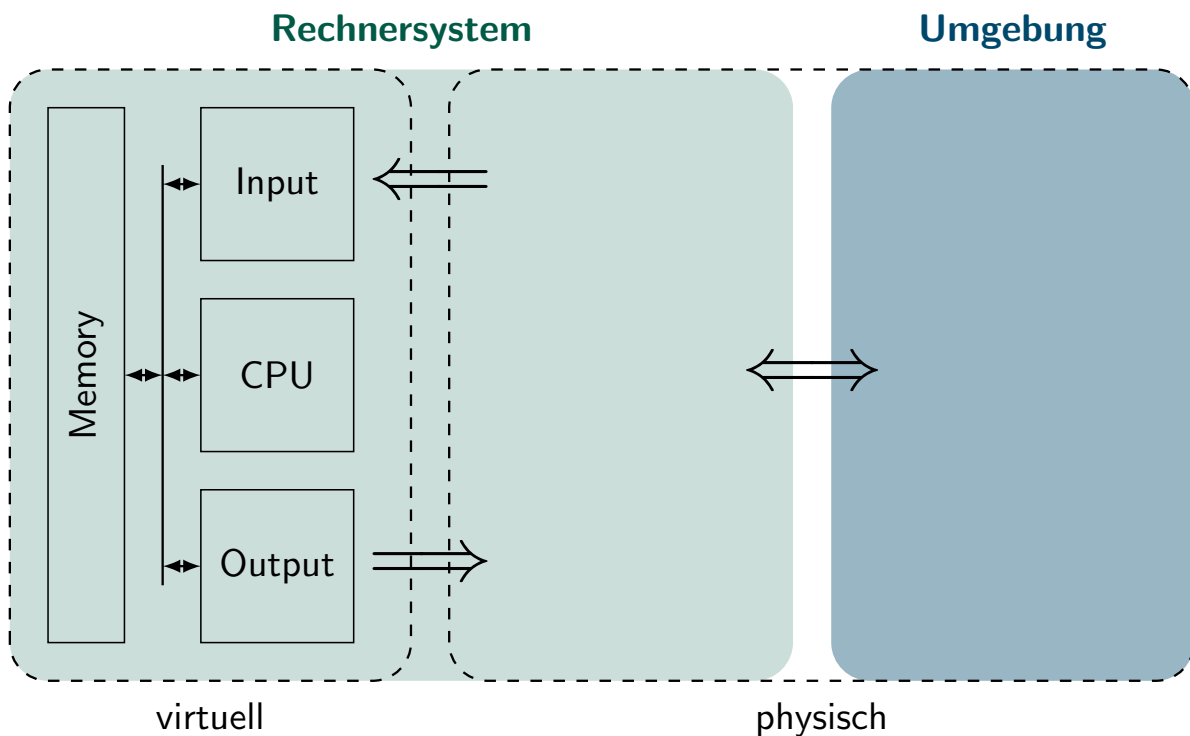 Rechnersystem
Umgebung
Memory
Input
CPU
Output
virtuell
physisch